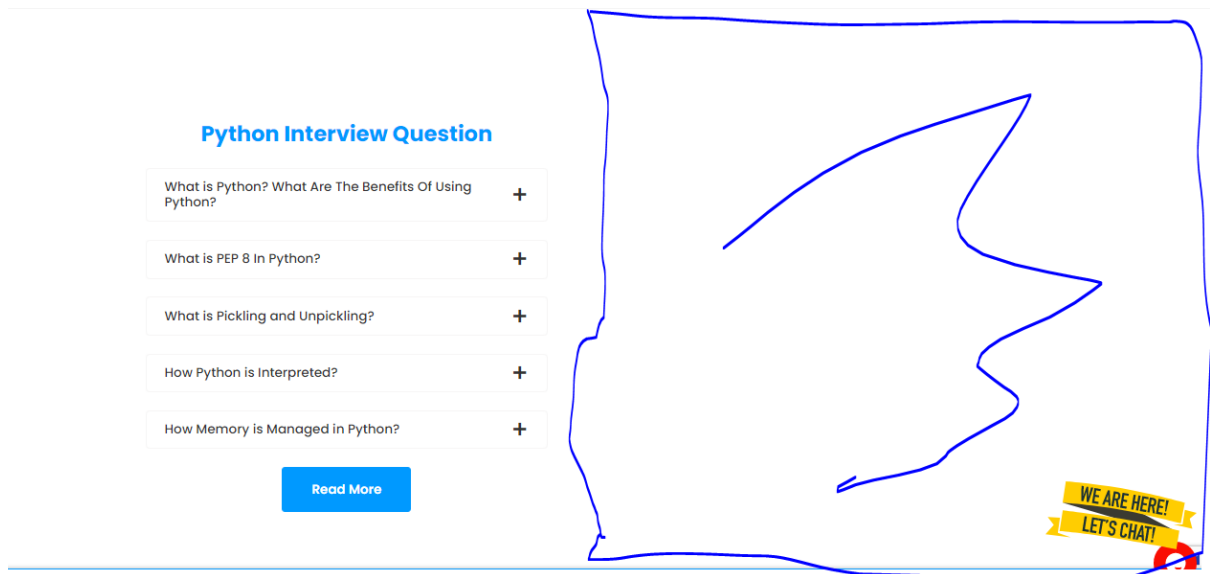 Python Interview Question
What is Python? What Are The Benefits Of Using
Python?
What is PEP 8 In Python?
What is Pickling and Unpickling?
How Python is Interpreted?
How Memory is Managed in Python?
Read More
WE ARE HERE!
LET'S CHAT!